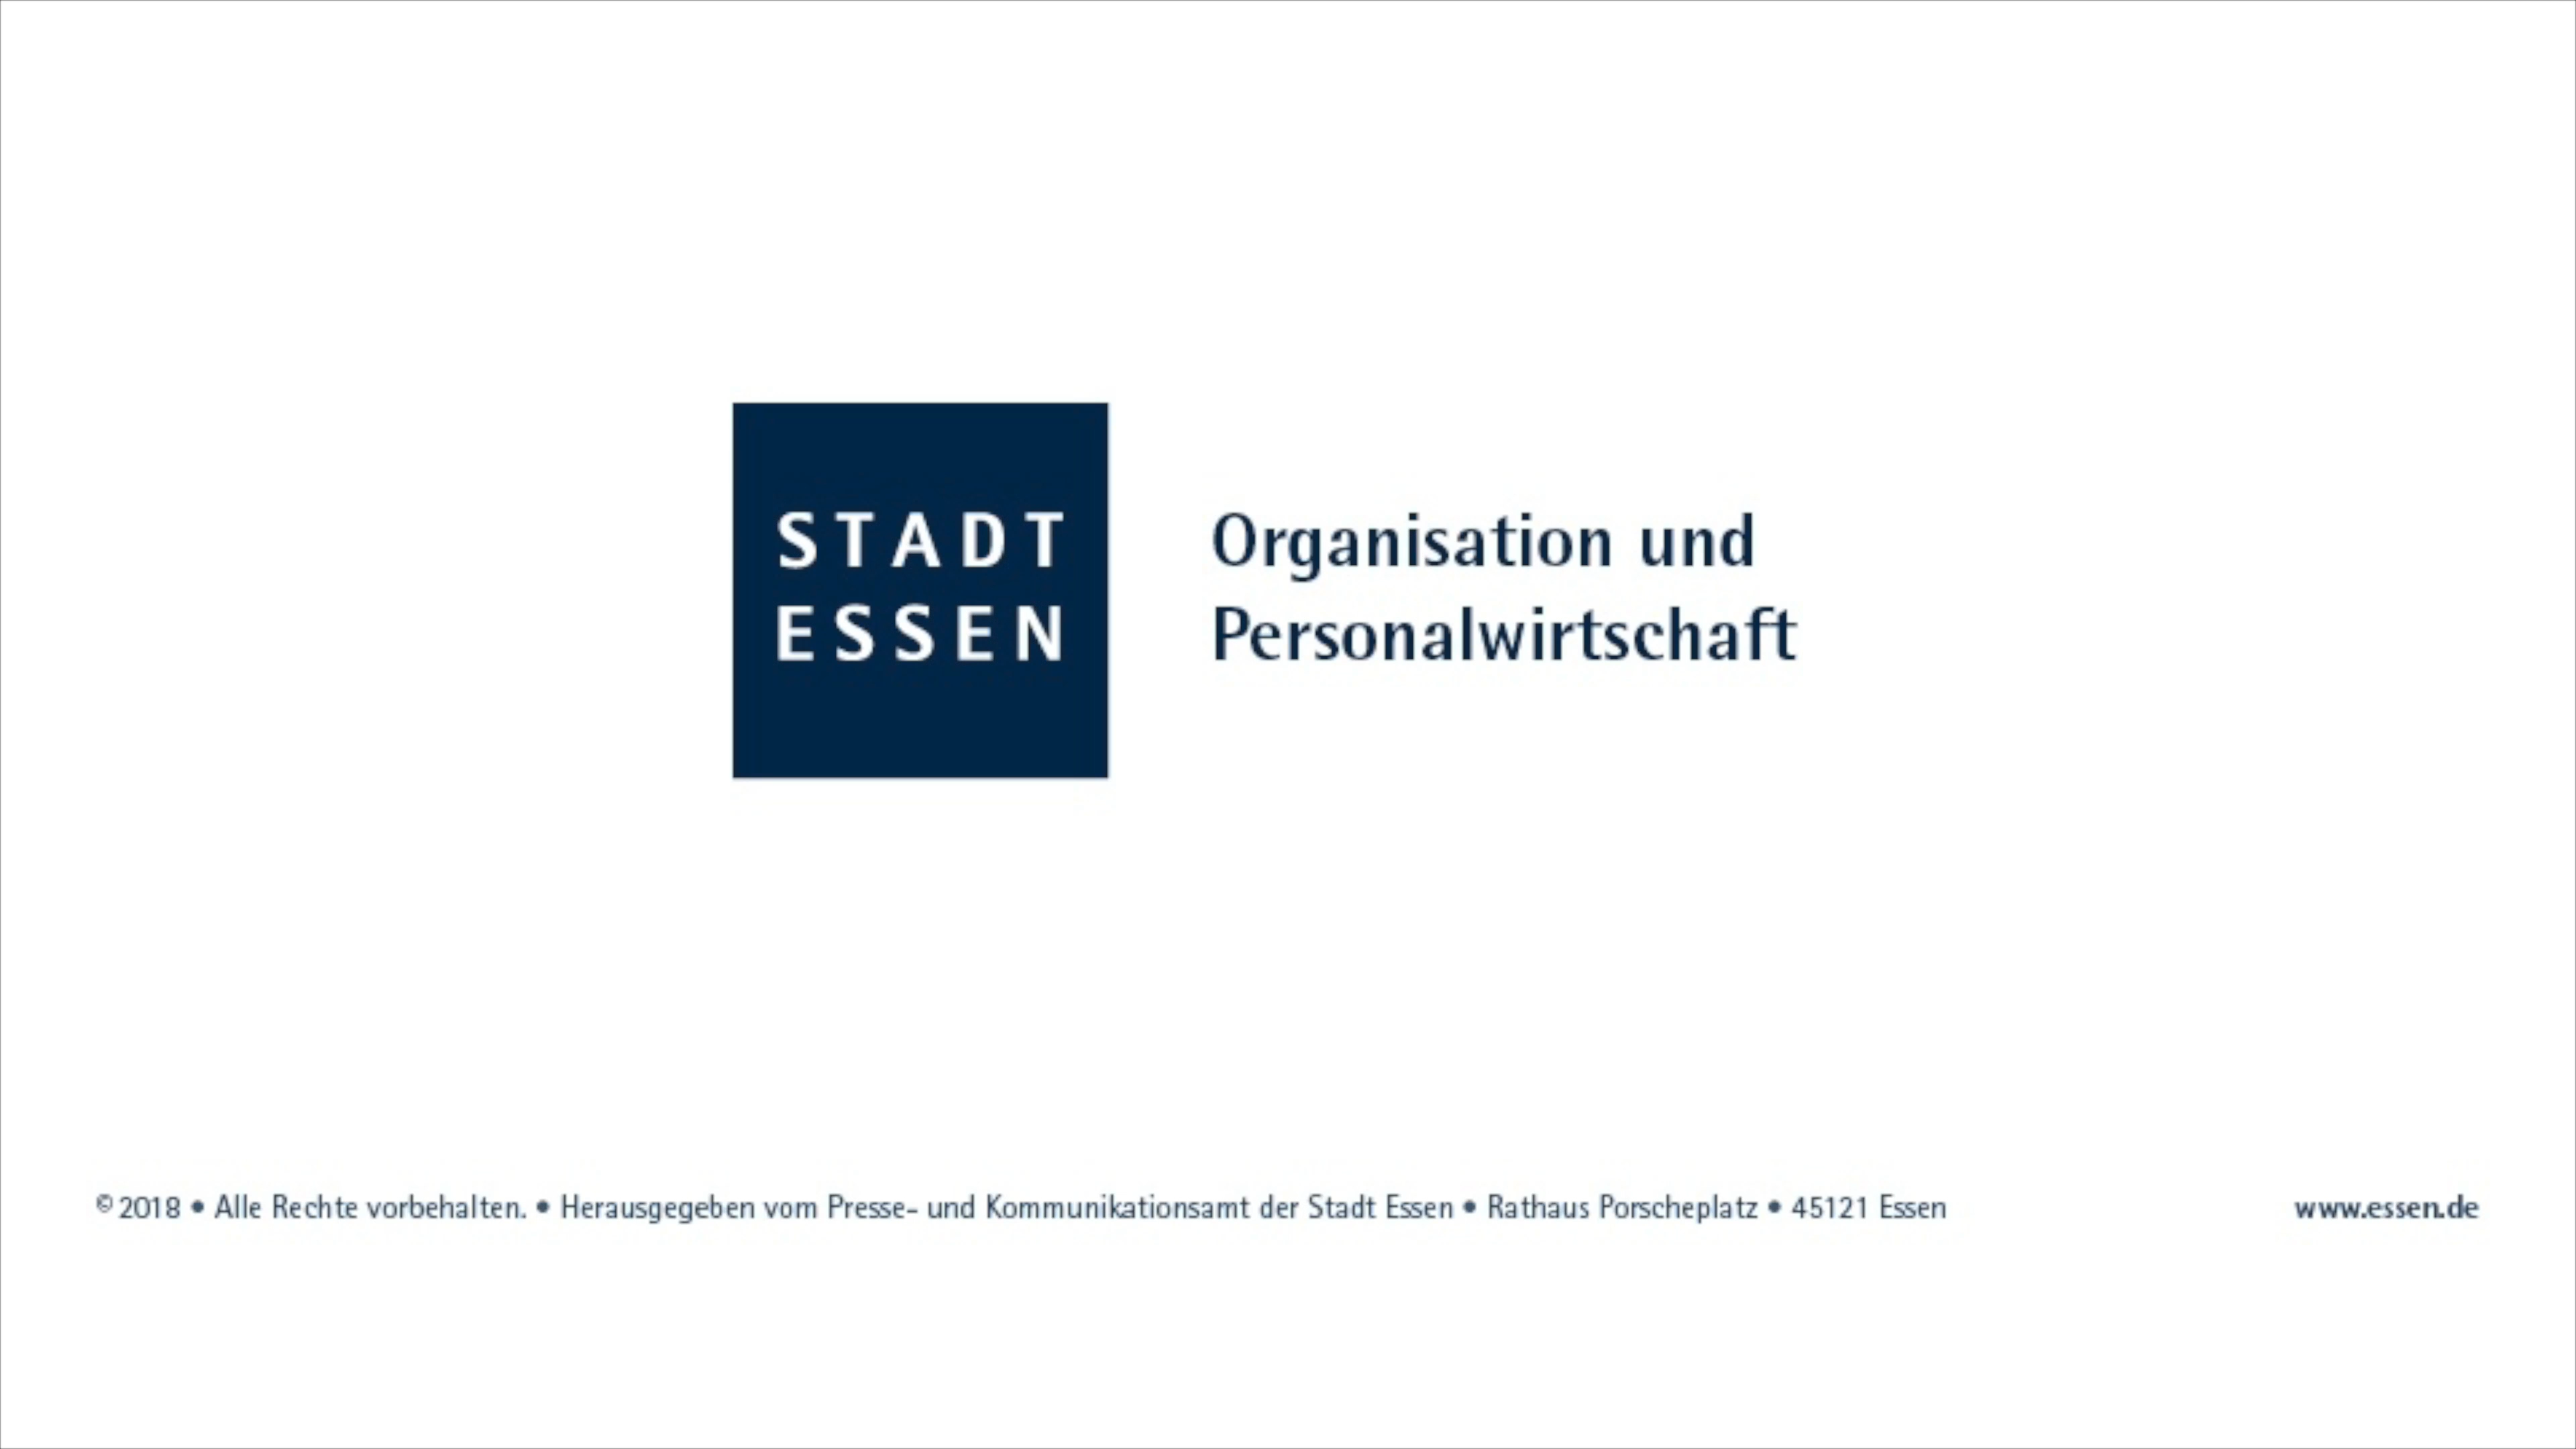 STADT
ESSEN
Organisation und
Personalwirtschaft
© 2018 • Alle Rechte vorbehalten. • Herausgegeben vom Presse- und Kommunikationsamt der Stadt Essen • Rathaus Porscheplatz • 45121 Essen
www.essen.de